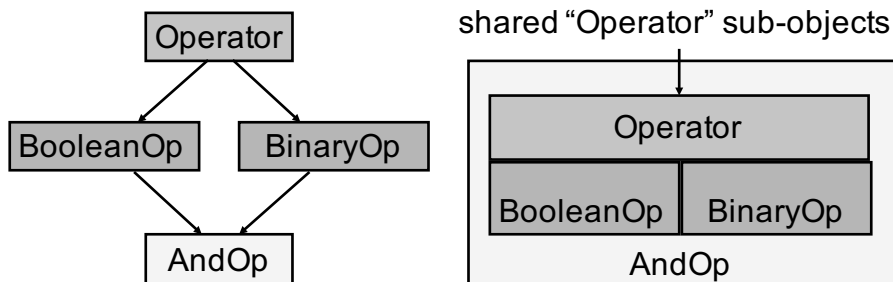 Operator
BooleanOp
BinaryOp
AndOp
shared “Operator” sub-objects
Operator
BooleanOp
BinaryOp
AndOp